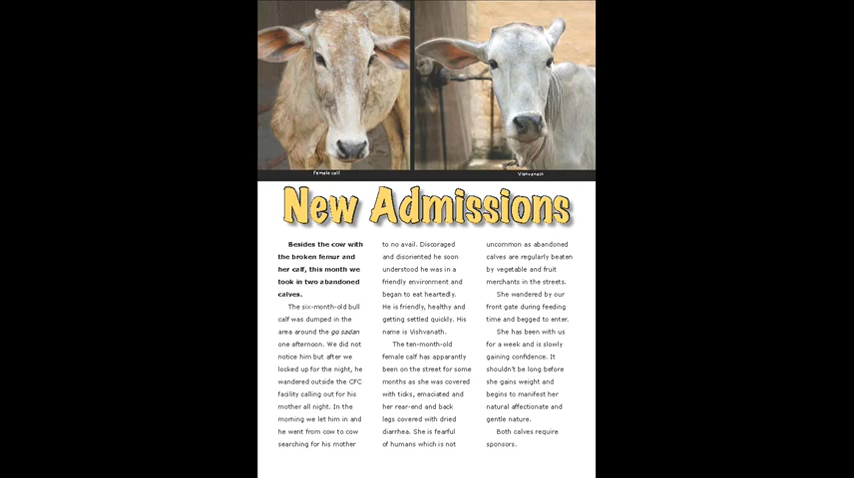 Female calf
Vishvanath
New Admissions
Besides the cow with
the broken femur and
her calf, this month we
took in two abandoned
calves.
The six-month-old bull
calf was dumped in the
area around the go sadan
one afternoon. We did not
notice him but after we
locked up for the night, he
wandered outside the CFC
facility calling out for his
mother all night. In the
morning we let him in and
he went from cow to cow
searching for his mother
to no avail. Discoraged
and disoriented he soon
understood he was in a
friendly environment and
began to eat heartedly.
He is friendly, healthy and
getting settled quickly. His
name is Vishvanath.
The ten-month-old
female calf has apparantly
been on the street for some
months as she was covered
with ticks, emaciated and
her rear-end and back
legs covered with dried
diarrhea. She is fearful
of humans which is not
uncommon as abandoned
calves are regularly beaten
by vegetable and fruit
merchants in the streets.
She wandered by our
front gate during feeding
time and begged to enter.
She has been with us
for a week and is slowly
gaining confidence. It
shouldn't be long before
she gains weight and
begins to manifest her
natural affectionate and
gentle nature.
Both calves require
sponsors.